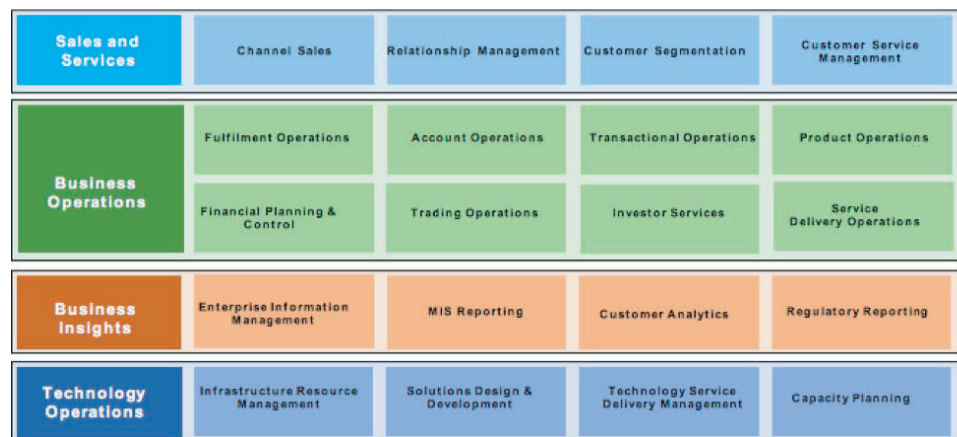 Sales and
Services
Channel Sales
Relationship Management
Customer Segmentation
Customer Service
Management
Business
Operations
Fulfilment Operations
Account Operations
Transactional Operations
Product Operations
Financial Planning &
Control
Trading Operations
Investor Services
Service
Delivery Operations
Business
Insights
Enterprise Information
Management
MIS Reporting
Customer Analytics
Regulatory Reporting
Technology
Operations
Infrastructure Resource
Management
Solutions Design &
Development
Technology Service
Delivery Management
Capacity Planning